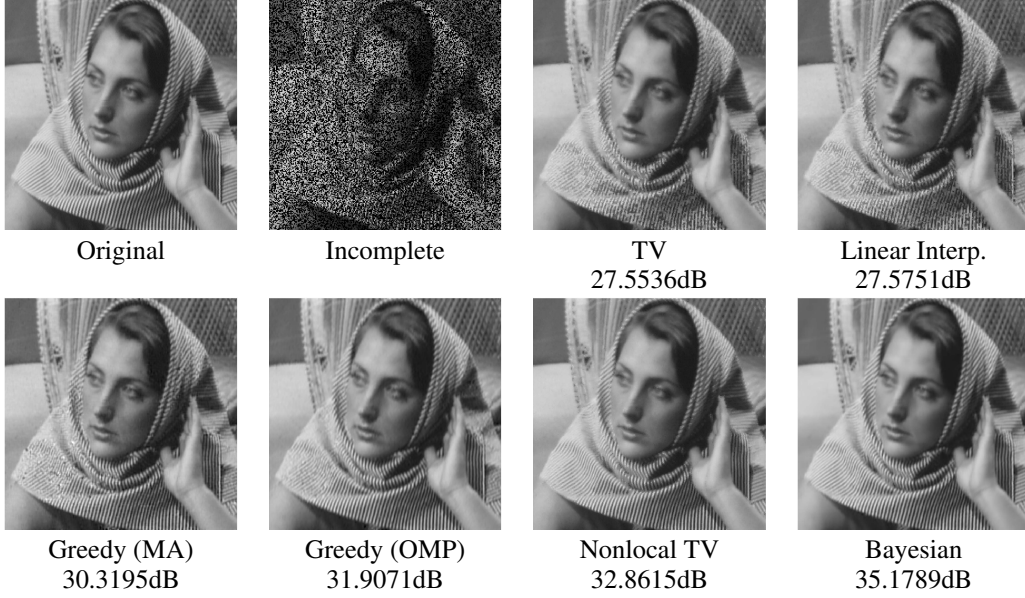 Original
Incomplete
TV
27.5536dB
Linear Interp.
27.5751dB
Greedy (MA)
30.3195dB
Greedy (OMP)
31.9071dB
Nonlocal TV
32.8615dB
Bayesian
35.1789dB